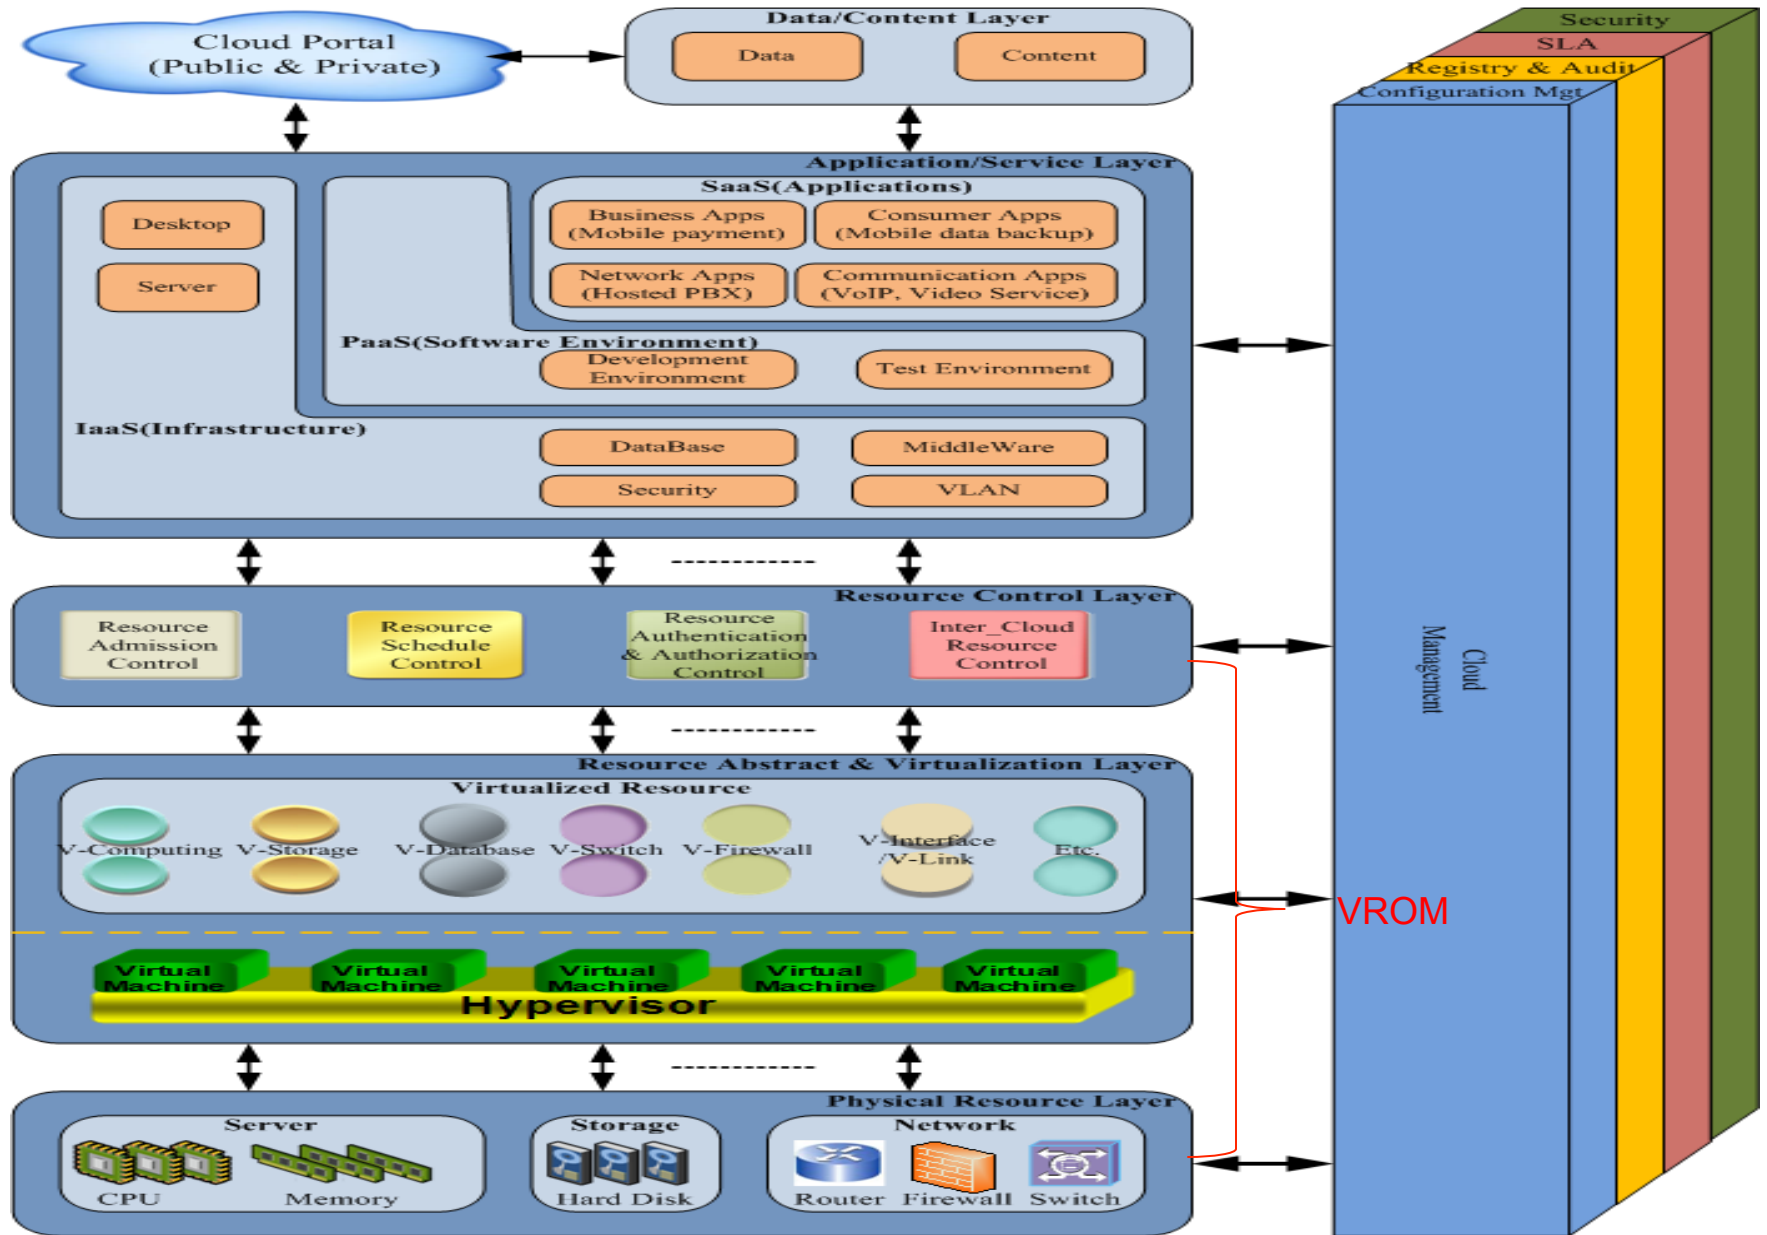 Cloud Portal
(Public & Private)
Data/Content Layer
Data
Content
Security
SLA
Registry & Audit
Configuration Mgt
Application/Service Layer
SaaS(Applications)
Desktop
Server
Business Apps
(Mobile payment)
Consumer Apps
(Mobile data backup)
Network Apps
(Hosted PBX)
Communication Apps
(VoIP, Video Service)
PaaS(Software Environment)
Development
Environment
Test Environment
IaaS(Infrastructure)
DataBase
MiddleWare
Security
VLAN
Resource Control Layer
Resource
Admission
Control
Resource
Schedule
Control
Resource
Authentication
& Authorization
Control
Inter_Cloud
Resource
Control
Cloud
Management
Resource Abstract & Virtualization Layer
Virtualized Resource
V-Computing
V-Storage
V-Database
V-Switch
V-Firewall
V-Interface
/V-Link
Etc.
VROM
Virtual
Machine
Virtual
Machine
Virtual
Machine
Virtual
Machine
Virtual
Machine
Hypervisor
Physical Resource Layer
Server
CPU
Memory
Storage
Hard Disk
Network
Router
Firewall
Switch